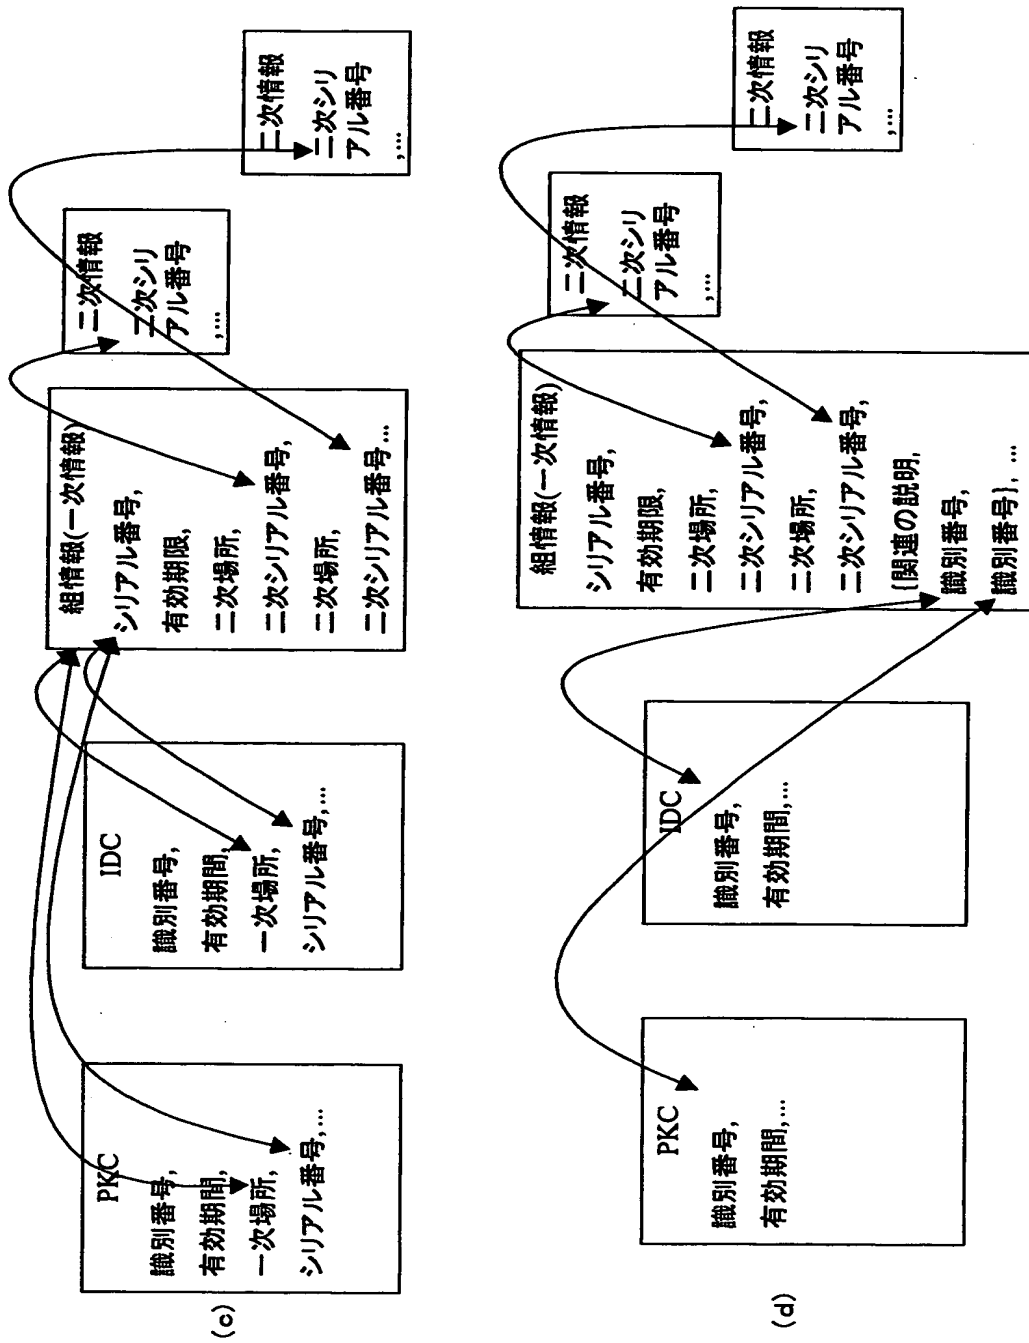 (c)
PKC
識別番号,
有効期間,
一次場所,
シリアル番号,...
IDC
識別番号,
有効期間,
一次場所,
シリアル番号,...
組情報(一次情報)
シリアル番号,
有効期限,
二次場所,
二次シリアル番号,
二次場所,
二次シリアル番号...
二次情報
二次シリ
アル番号
,...
二次情報
二次シリ
アル番号
,...
(d)
PKC
識別番号,
有効期間,...
IDC
識別番号,
有効期間,...
組情報(一次情報)
シリアル番号,
有効期限,
二次場所,
二次シリアル番号,
二次場所,
二次シリアル番号,
{関連の説明,
識別番号,
識別番号}, ...
二次情報
二次シリ
アル番号
,...
二次情報
二次シリ
アル番号
,...